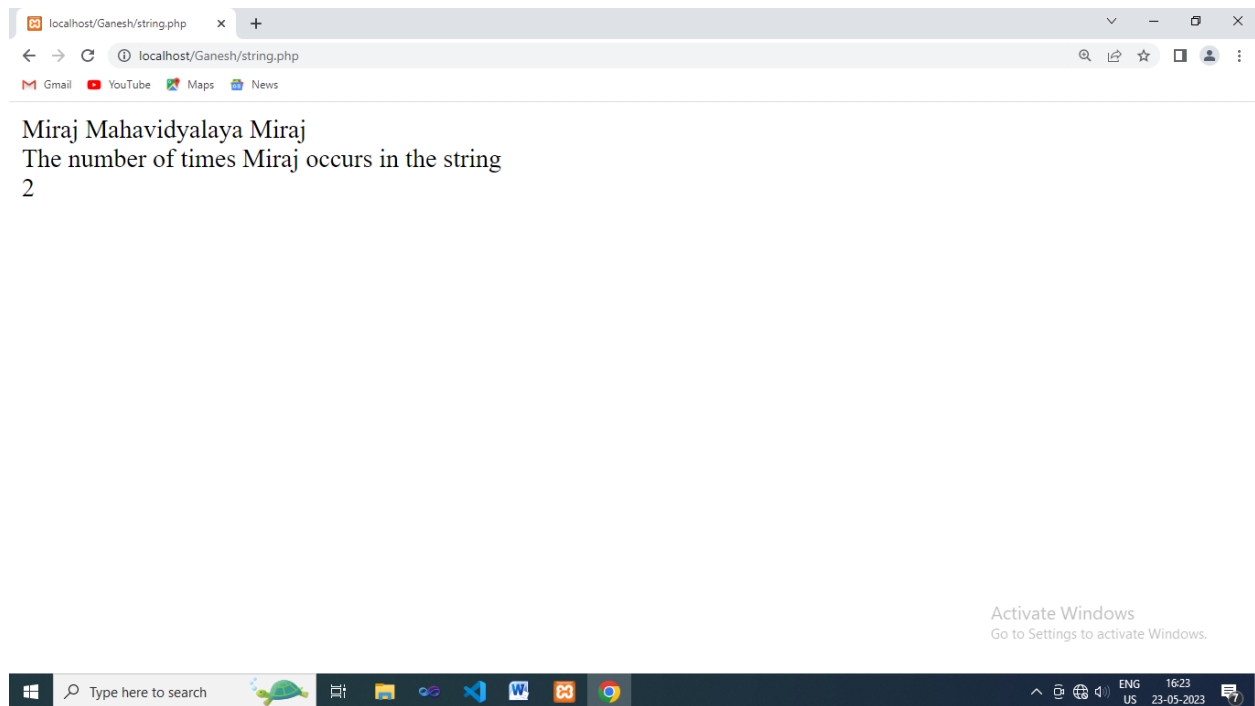 localhost/Ganesh/string.php
localhost/Ganesh/string.php
Gmail YouTube Maps News
Miraj Mahavidyalaya Miraj
The number of times Miraj occurs in the string
2
Activate Windows
Go to Settings to activate Windows.
Type here to search
ENG 16:23
US 23-05-2023
7